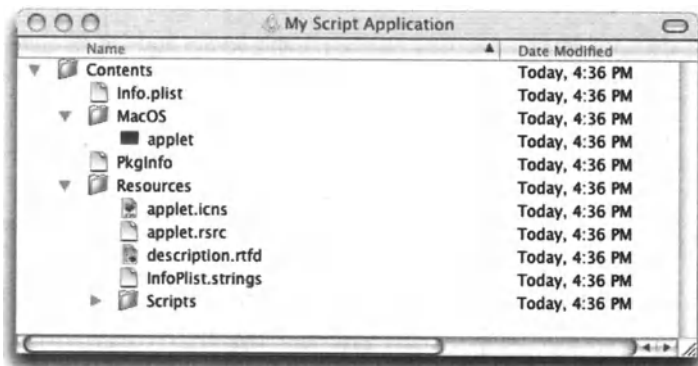 My Script Application
Name Date Modified
Contents Today, 4:36 PM
Info.plist Today, 4:36 PM
MacOS Today, 4:36 PM
applet Today, 4:36 PM
PkgInfo Today, 4:36 PM
Resources Today, 4:36 PM
applet.icns Today, 4:36 PM
applet.rsrc Today, 4:36 PM
description.rtfd Today, 4:36 PM
InfoPlist.strings Today, 4:36 PM
Scripts Today, 4:36 PM